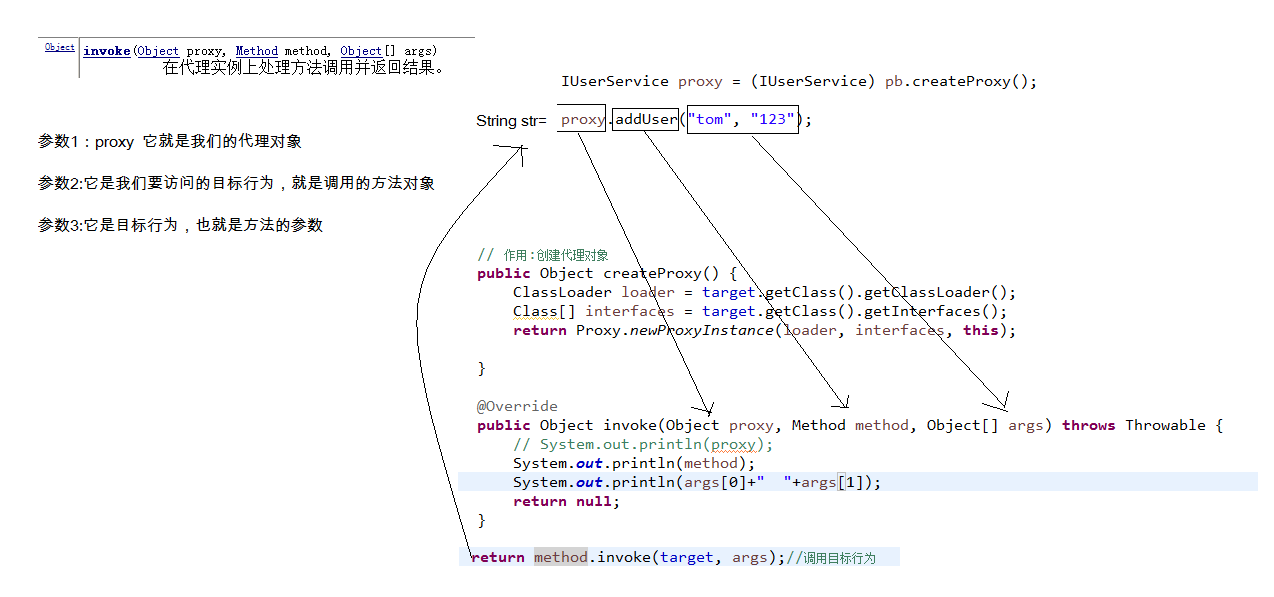 Object invoke(Object proxy, Method method, Object[] args)
在代理实例上处理方法调用并返回结果。
IUserService proxy = (IUserService) pb.createProxy();
String str= proxy.addUser("tom", "123");
参数1：proxy 它就是我们的代理对象
参数2:它是我们要访问的目标行为，就是调用的方法对象
参数3:它是目标行为，也就是方法的参数
// 作用:创建代理对象
public Object createProxy() {
ClassLoader loader = target.getClass().getClassLoader();
Class[] interfaces = target.getClass().getInterfaces();
return Proxy.newProxyInstance(loader, interfaces, this);
}
@Override
public Object invoke(Object proxy, Method method, Object[] args) throws Throwable {
// System.out.println(proxy);
System.out.println(method);
System.out.println(args[0]+"  "+args[1]);
return null;
}
return method.invoke(target, args);//调用目标行为